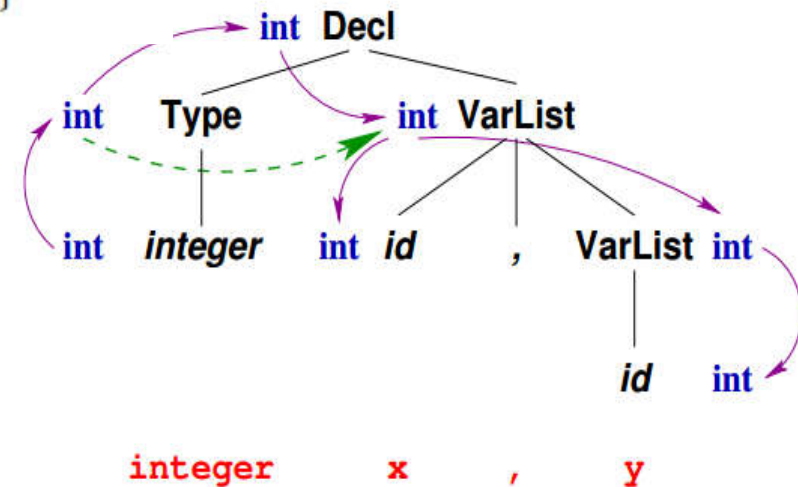 int Decl
int Type int VarList
int integer int id , VarList int
id int
integer x , y